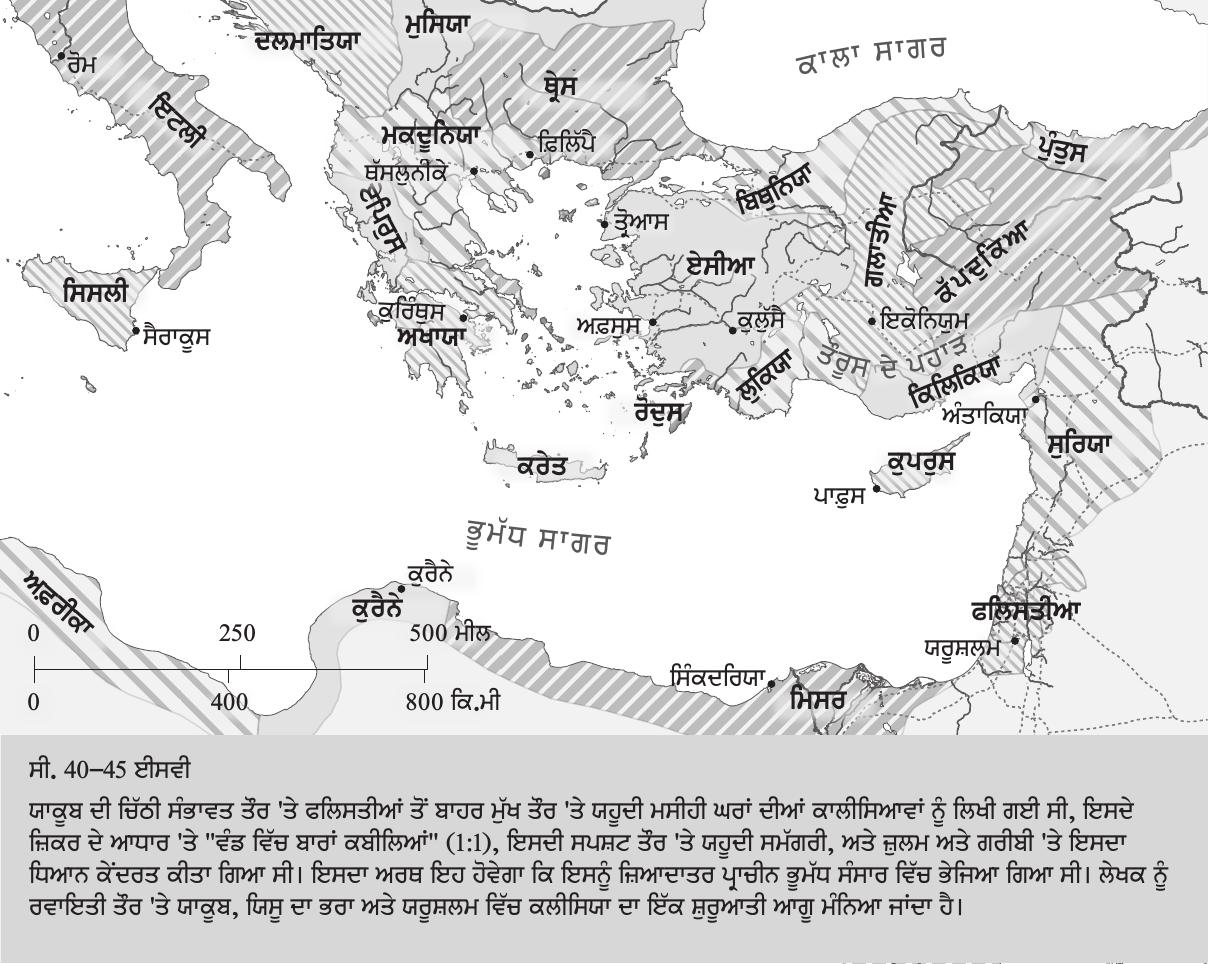 ਦਲਮਾਤਿਯਾ
ਮੁਸਿਯਾ
ਕਾਲਾ ਸਾਗਰ
ਰੋਮ
ਥ੍ਰੇਸ
ਇਟਲੀ
ਮਕਦੂਨਿਯਾ
ਫ਼ਿਲਿੱਪੈ
ਪੁੰਤੁਸ
ਥੱਸਲੁਨੀਕੇ
ਬਿਥੁਨਿਯਾ
ਏਪਿਰੁਸ
ਤ੍ਰੋਆਸ
ਗਲਾਤੀਆ
ਕੱਪਦੁਕਿਆ
ਏਸੀਆ
ਸਿਸਲੀ
ਕੁਰਿੰਥੁਸ
ਅਫ਼ਸੁਸ
ਕੁਲੁੱਸੈ
ਇਕੋਨਿਯੁਮ
ਸੈਰਾਕੂਸ
ਅਖਾਯਾ
ਤੌਰੁਸ ਦੇ ਪਹਾੜ
ਲੁਕਿਯਾ
ਕਿਲਿਕਿਯਾ
ਰੋਦੁਸ
ਅੰਤਾਕਿਯਾ
ਸੁਰਿਯਾ
ਕਰੇਤ
ਕੁਪਰੁਸ
ਪਾਫ਼ੁਸ
ਭੂਮੱਧ ਸਾਗਰ
ਕੁਰੈਨੇ
ਕੁਰੈਨੇ
ਅਫ਼ਰੀਕਾ
ਫਲਿਸਤੀਆ
ਯਰੂਸ਼ਲਮ
0 250 500 ਮੀਲ
0 400 800 ਕਿ.ਮੀ
ਸਿੰਕਦਰਿਯਾ
ਮਿਸਰ
ਸੀ. 40–45 ਈਸਵੀ
ਯਾਕੂਬ ਦੀ ਚਿੱਠੀ ਸੰਭਾਵਤ ਤੌਰ 'ਤੇ ਫਲਿਸਤੀਆਂ ਤੋਂ ਬਾਹਰ ਮੁੱਖ ਤੌਰ 'ਤੇ ਯਹੂਦੀ ਮਸੀਹੀ ਘਰਾਂ ਦੀਆਂ ਕਾਲੀਸਿਆਵਾਂ ਨੂੰ ਲਿਖੀ ਗਈ ਸੀ, ਇਸਦੇ
ਜ਼ਿਕਰ ਦੇ ਆਧਾਰ 'ਤੇ "ਵੰਡ ਵਿੱਚ ਬਾਰਾਂ ਕਬੀਲਿਆਂ" (1:1), ਇਸਦੀ ਸਪਸ਼ਟ ਤੌਰ 'ਤੇ ਯਹੂਦੀ ਸਮੱਗਰੀ, ਅਤੇ ਜ਼ੁਲਮ ਅਤੇ ਗਰੀਬੀ 'ਤੇ ਇਸਦਾ
ਧਿਆਨ ਕੇਂਦਰਤ ਕੀਤਾ ਗਿਆ ਸੀ। ਇਸਦਾ ਅਰਥ ਇਹ ਹੋਵੇਗਾ ਕਿ ਇਸਨੂੰ ਜ਼ਿਆਦਾਤਰ ਪ੍ਰਾਚੀਨ ਭੂਮੱਧ ਸੰਸਾਰ ਵਿੱਚ ਭੇਜਿਆ ਗਿਆ ਸੀ। ਲੇਖਕ ਨੂੰ
ਰਵਾਇਤੀ ਤੌਰ 'ਤੇ ਯਾਕੂਬ, ਯਿਸੂ ਦਾ ਭਰਾ ਅਤੇ ਯਰੂਸ਼ਲਮ ਵਿੱਚ ਕਲੀਸਿਯਾ ਦਾ ਇੱਕ ਸ਼ੁਰੂਆਤੀ ਆਗੂ ਮੰਨਿਆ ਜਾਂਦਾ ਹੈ।